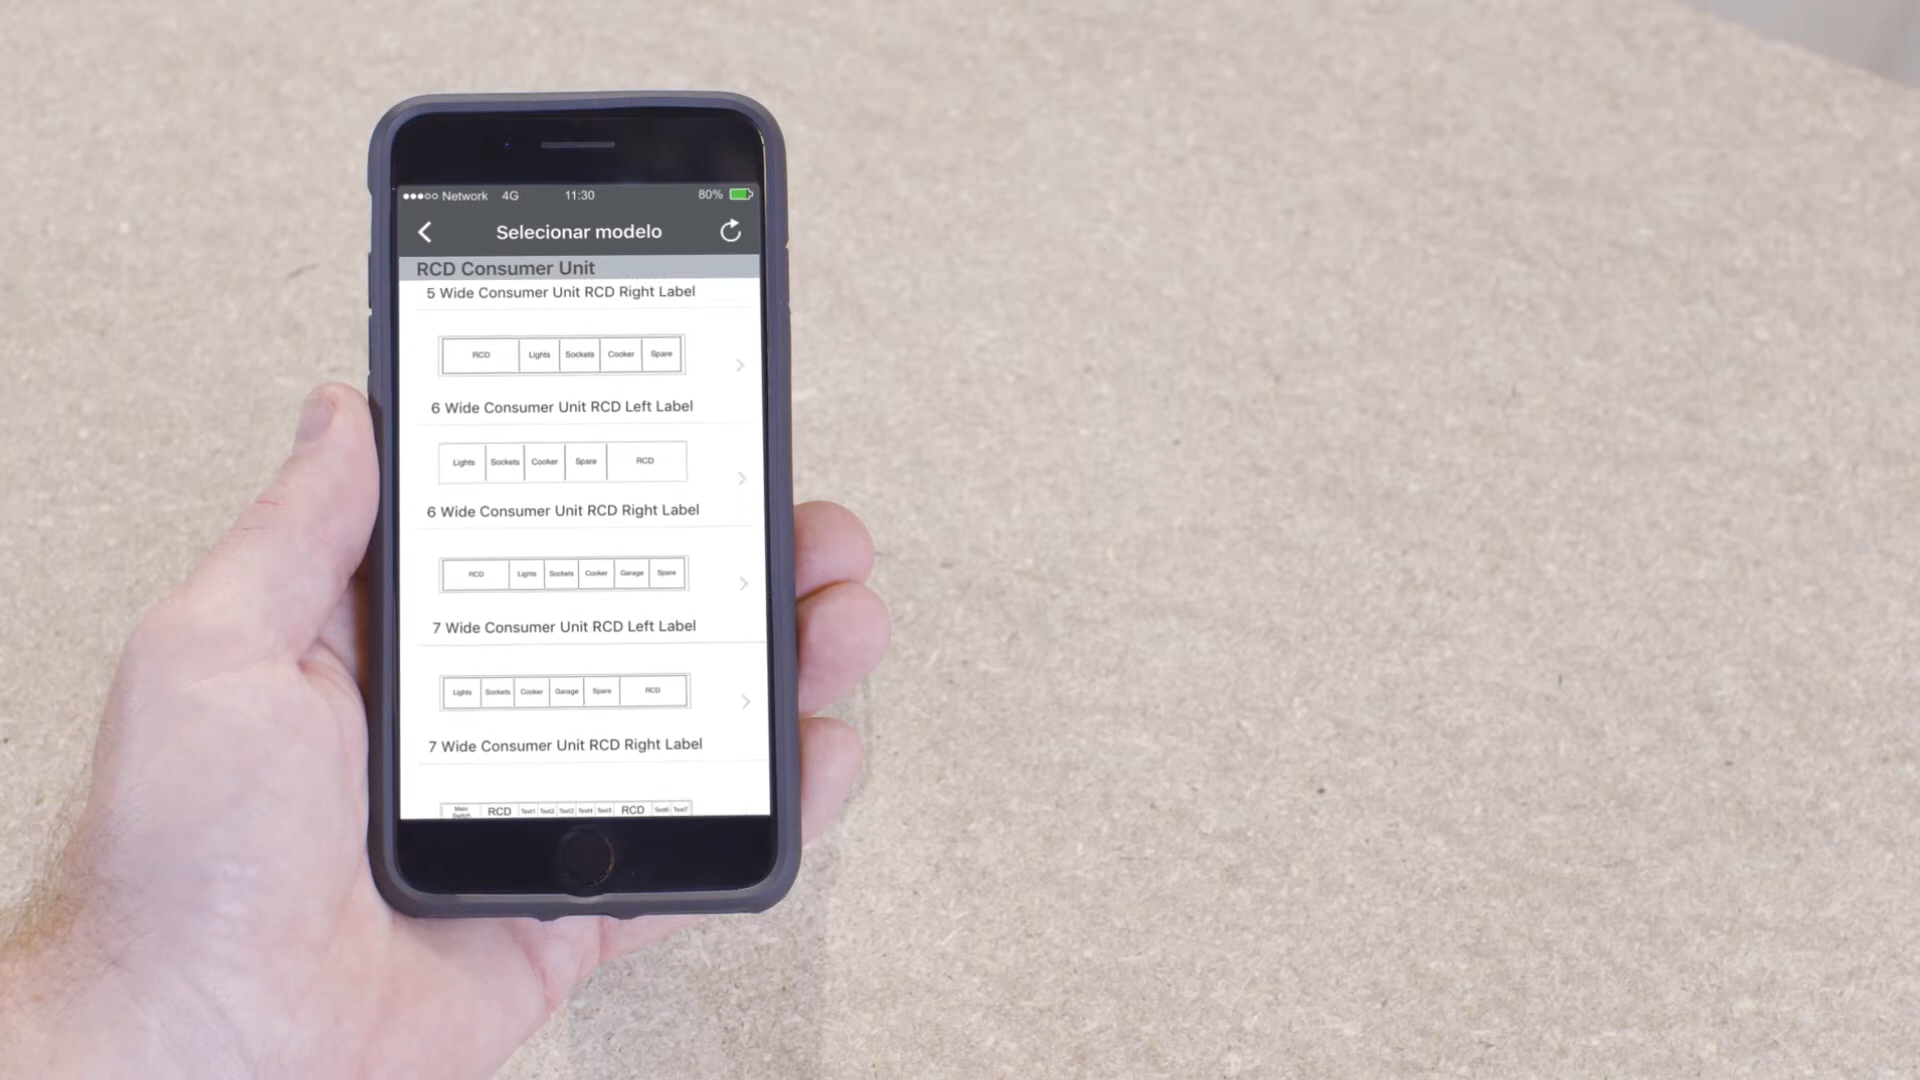 Network 4G 11:30 80%
Selecionar modelo
RCD Consumer Unit
5 Wide Consumer Unit RCD Right Label
RCD Lights Sockets Cooker Spare
6 Wide Consumer Unit RCD Left Label
Lights Sockets Cooker Spare RCD
6 Wide Consumer Unit RCD Right Label
RCD Lights Sockets Cooker Garage Spare
7 Wide Consumer Unit RCD Left Label
Lights Sockets Cooker Garage Spare RCD
7 Wide Consumer Unit RCD Right Label
Main Switch RCD Text1 Text2 Text3 Text4 Text5 RCD Text6 Text7